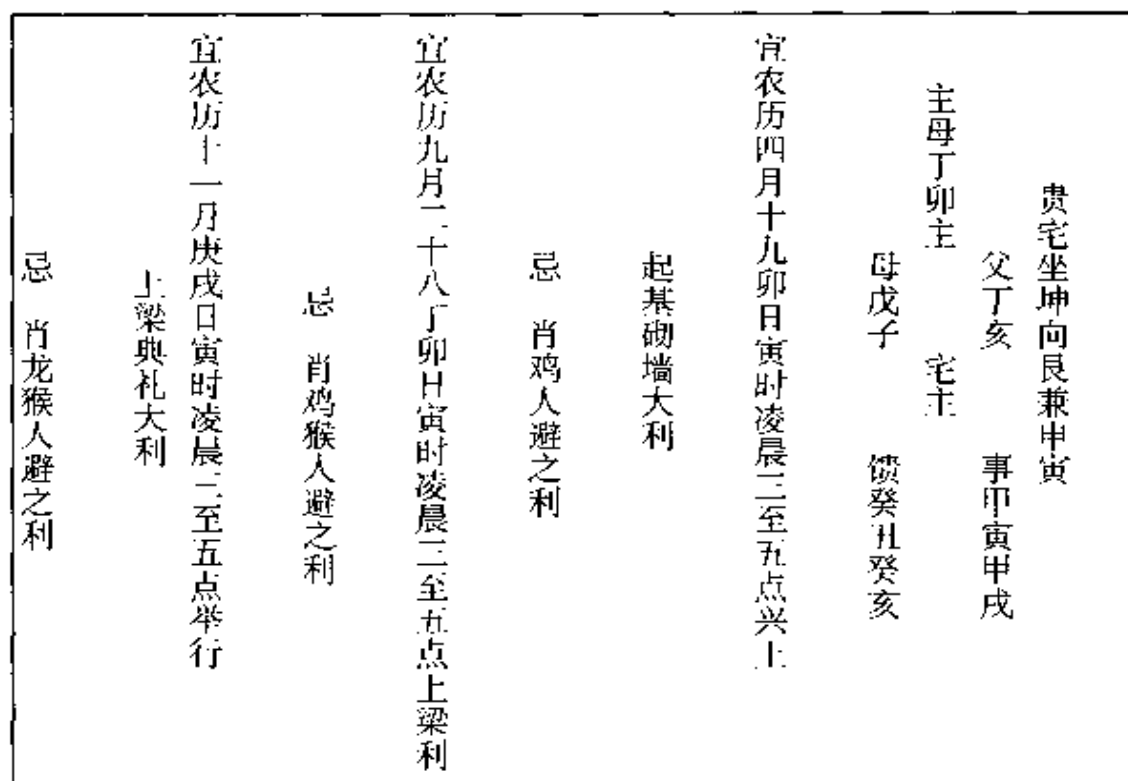 贵宅坐坤向艮兼申寅
父丁亥 事甲寅甲戌
主母丁卯主 宅主
母戊子 馈癸丑癸亥
宜农历四月十九卯日寅时凌晨三至五点兴土
起基砌墙大利
忌 肖鸡人避之利
宜农历九月二十八丁卯日寅时凌晨三至五点上梁利
忌 肖鸡猴人避之利
宜农历十一月庚戌日寅时凌晨三至五点举行
上梁典礼大利
忌 肖龙猴人避之利